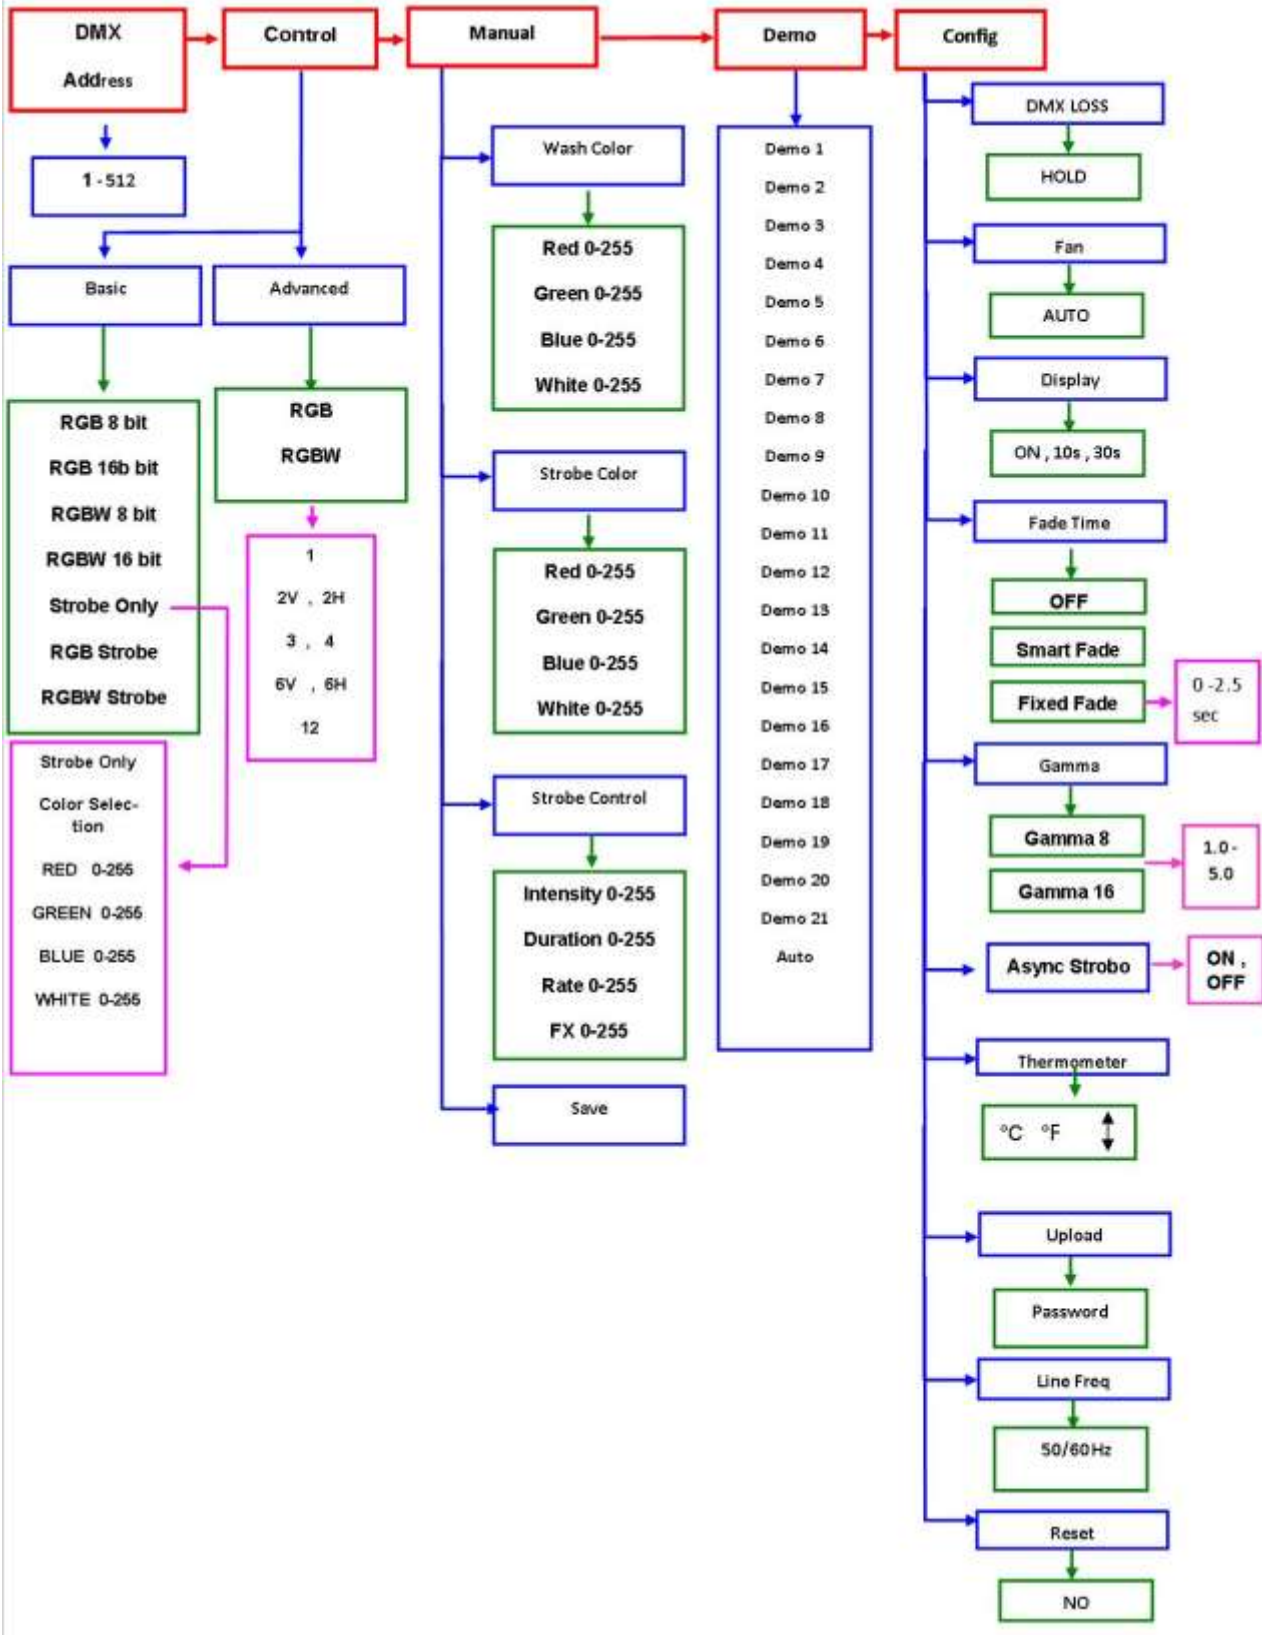 DMX
Address
Control
Manual
Demo
Config
1 - 512
Basic
Advanced
RGB 8 bit
RGB 16b bit
RGBW 8 bit
RGBW 16 bit
Strobe Only
RGB Strobe
RGBW Strobe
Strobe Only
Color Selec-
tion
RED 0-255
GREEN 0-255
BLUE 0-255
WHITE 0-255
RGB
RGBW
1
2V , 2H
3 , 4
6V , 6H
12
Wash Color
Red 0-255
Green 0-255
Blue 0-255
White 0-255
Strobe Color
Red 0-255
Green 0-255
Blue 0-255
White 0-255
Strobe Control
Intensity 0-255
Duration 0-255
Rate 0-255
FX 0-255
Save
Demo 1
Demo 2
Demo 3
Demo 4
Demo 5
Demo 6
Demo 7
Demo 8
Demo 9
Demo 10
Demo 11
Demo 12
Demo 13
Demo 14
Demo 15
Demo 16
Demo 17
Demo 18
Demo 19
Demo 20
Demo 21
Auto
DMX LOSS
HOLD
Fan
AUTO
Display
ON , 10s , 30s
Fade Time
OFF
Smart Fade
Fixed Fade
0 -2.5
sec
Gamma
Gamma 8
Gamma 16
1.0 -
5.0
Async Strobo
ON ,
OFF
Thermometer
°C °F
Upload
Password
Line Freq
50/60Hz
Reset
NO